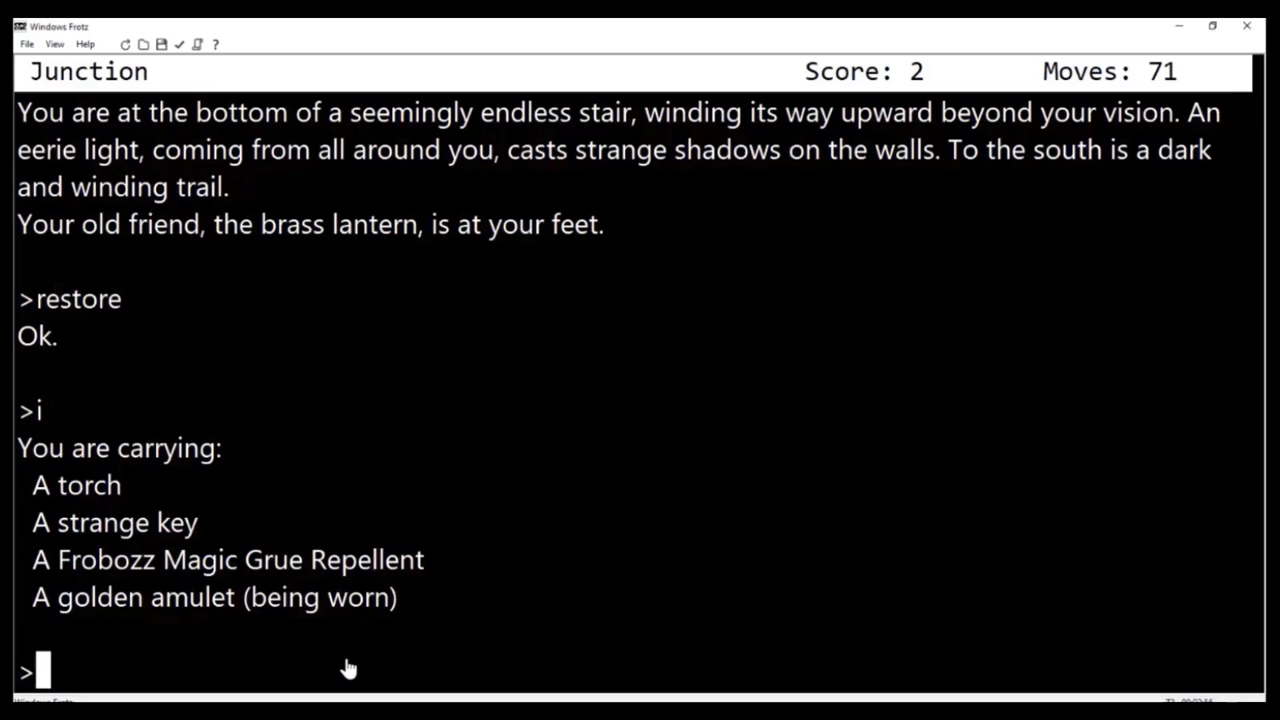 Windows Frotz
File View Help
Junction Score: 2 Moves: 71
You are at the bottom of a seemingly endless stair, winding its way upward beyond your vision. An
eerie light, coming from all around you, casts strange shadows on the walls. To the south is a dark
and winding trail.
Your old friend, the brass lantern, is at your feet.
>restore
Ok.
>i
You are carrying:
A torch
A strange key
A Frobozz Magic Grue Repellent
A golden amulet (being worn)
>